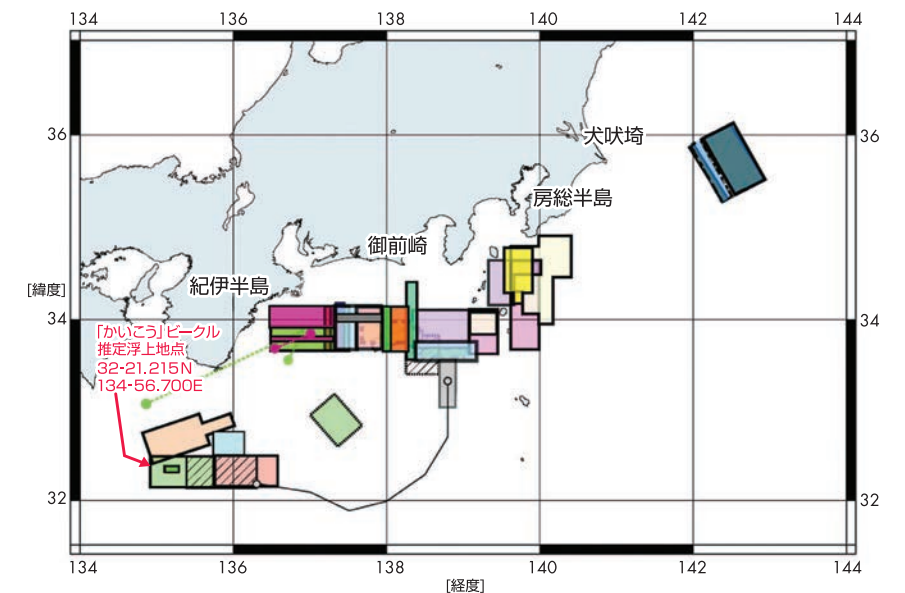 134 136 138 140 142 144
36 犬吠埼 36
房総半島
御前崎
[緯度] 紀伊半島
34 34
「かいこう」ビークル
推定浮上地点
32-21.215N
134-56.700E
32 32
134 136 138 140 142 144
[経度]